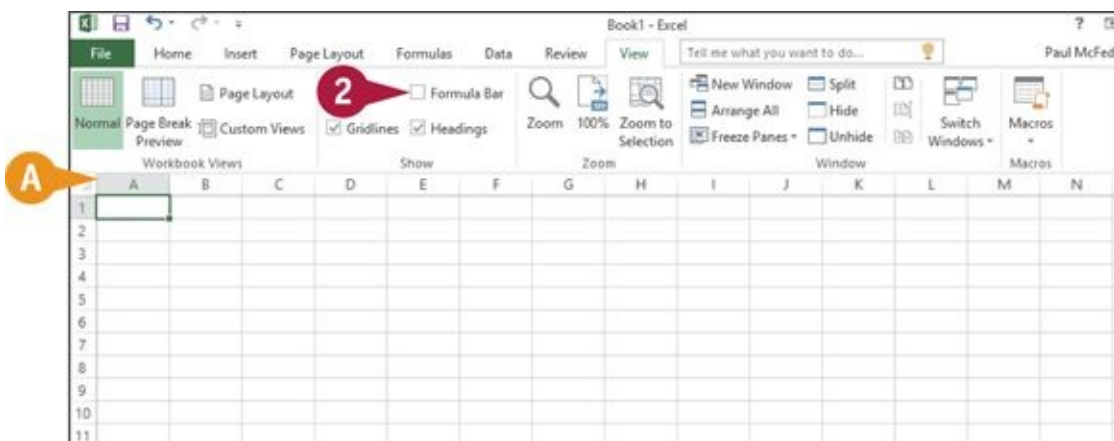 Book1 - Excel ?
File Home Insert Page Layout Formulas Data Review View Tell me what you want to do... Paul McFed
Normal Page Break Preview Page Layout Custom Views
2 Formula Bar
Gridlines Headings
Zoom 100% Zoom to Selection
New Window Split
Arrange All Hide
Freeze Panes Unhide
Switch Windows
Macros
Workbook Views Show Zoom Window Macros
A
A B C D E F G H I J K L M N
1
2
3
4
5
6
7
8
9
10
11